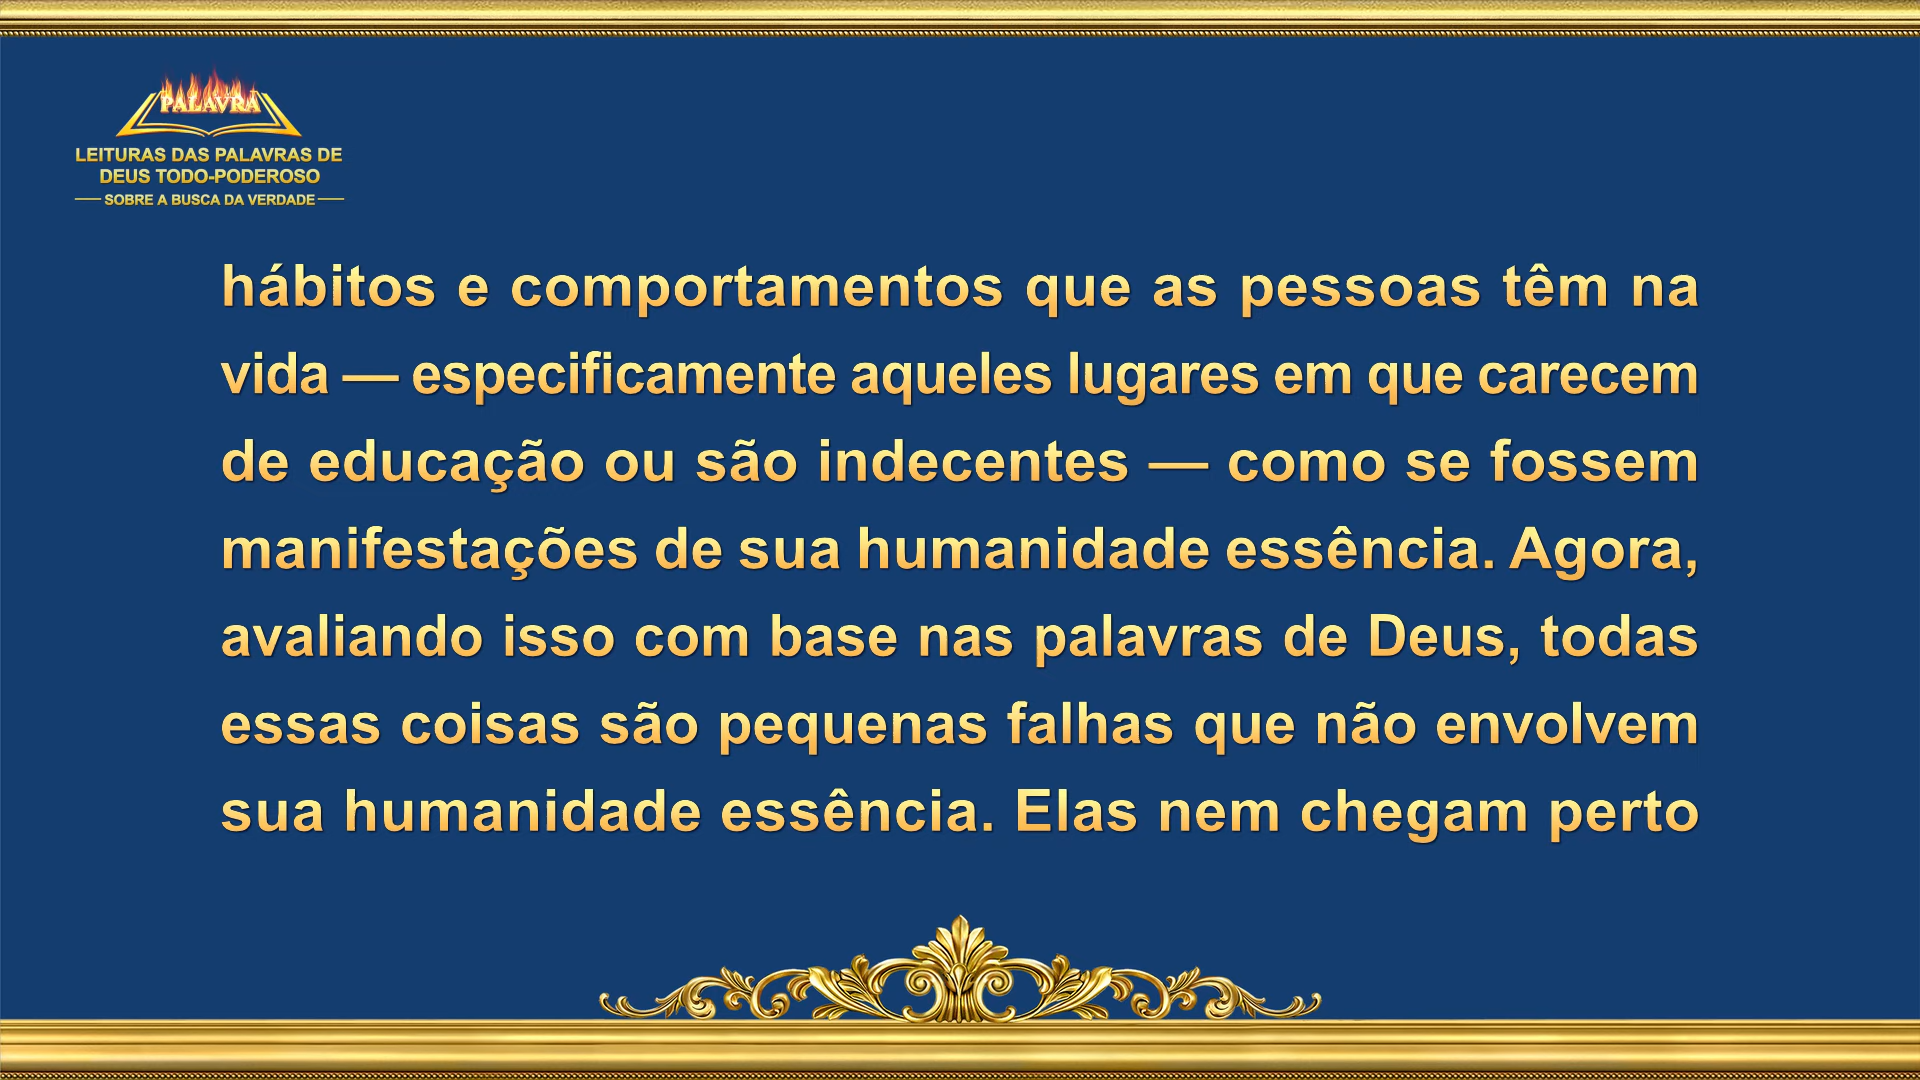 PALAVRA
LEITURAS DAS PALAVRAS DE
DEUS TODO-PODEROSO
SOBRE A BUSCA DA VERDADE
hábitos e comportamentos que as pessoas têm na
vida — especificamente aqueles lugares em que carecem
de educação ou são indecentes — como se fossem
manifestações de sua humanidade essência. Agora,
avaliando isso com base nas palavras de Deus, todas
essas coisas são pequenas falhas que não envolvem
sua humanidade essência. Elas nem chegam perto